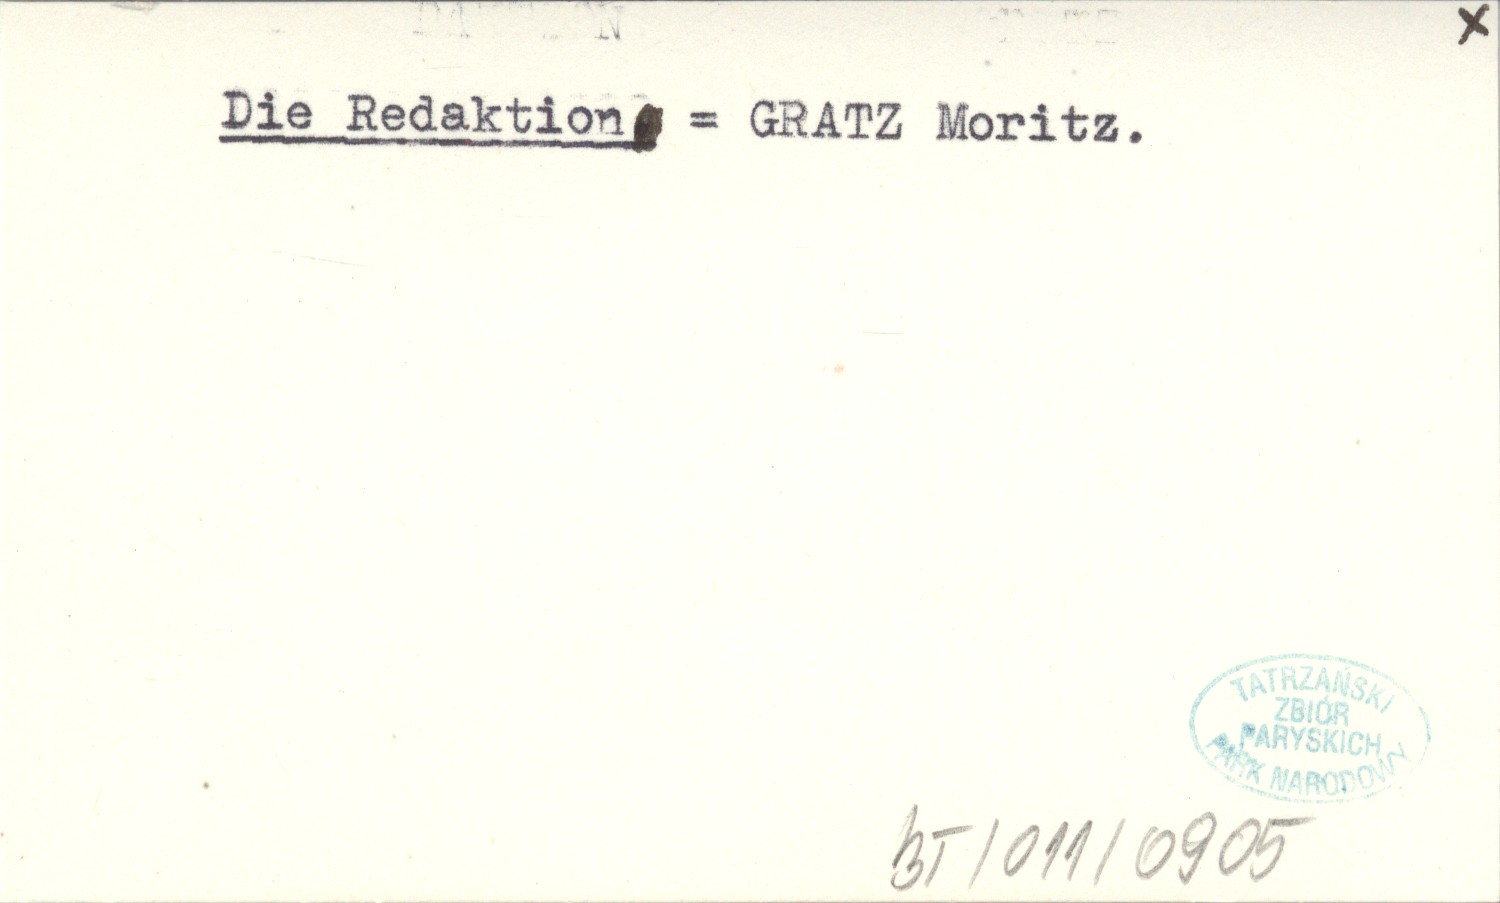 x
Die Redaktion = GRATZ Moritz.
TATRZAŃSKI
ZBIÓR
PARYSKICH
PARK NARODOWY
BT/011/0905